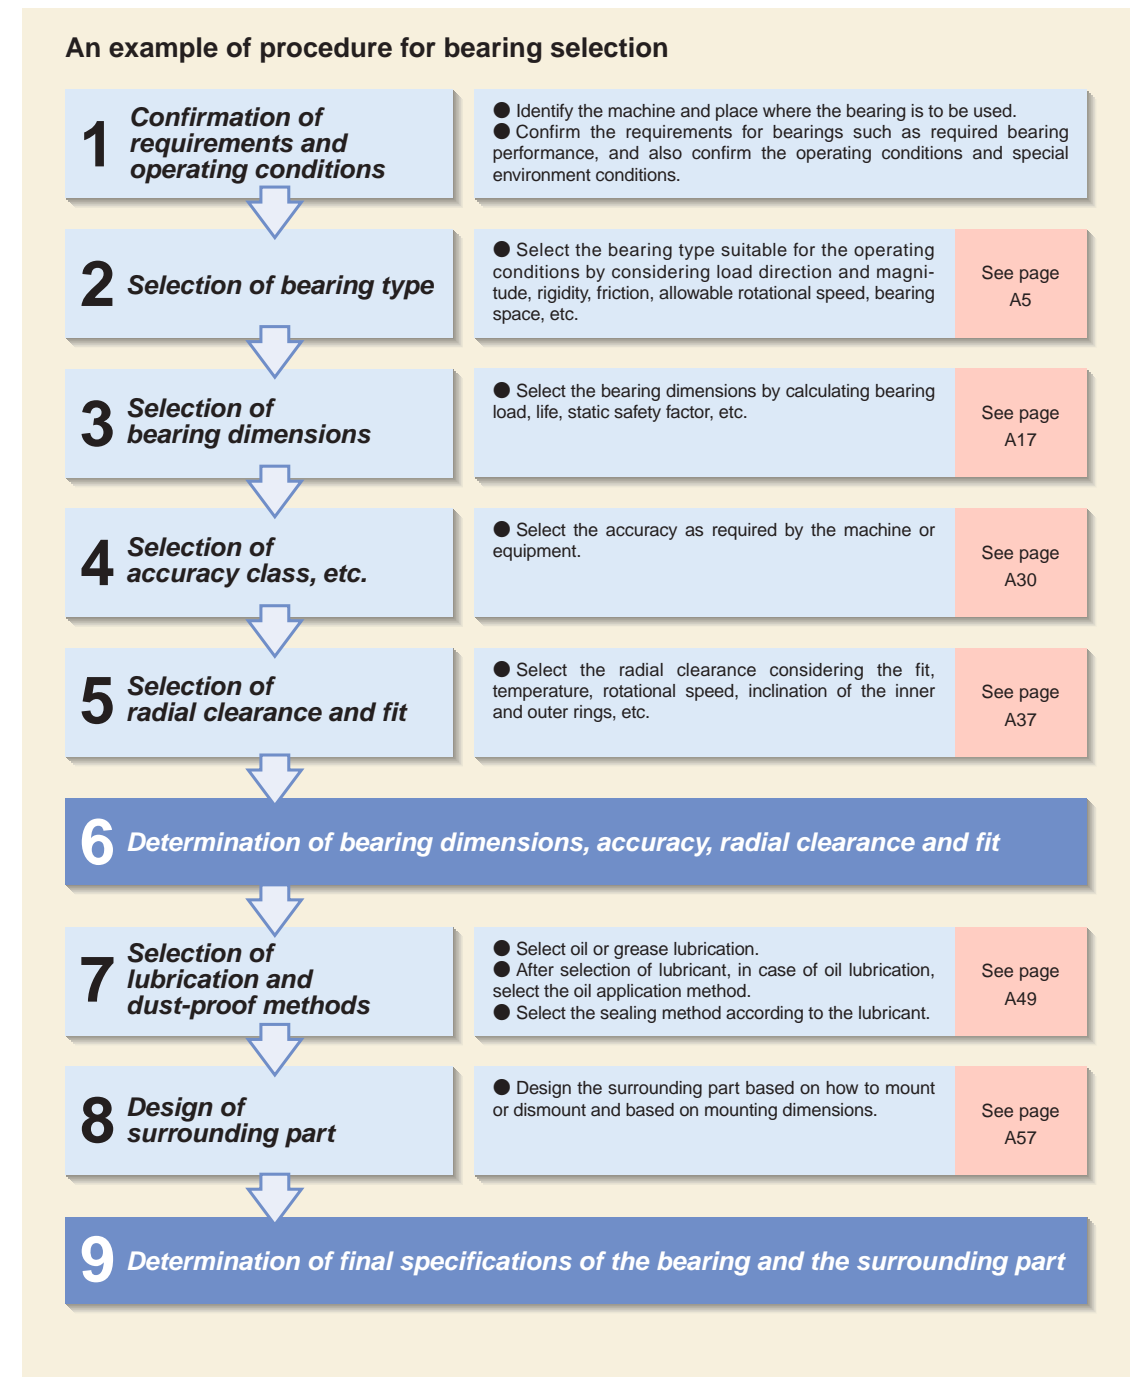 An example of procedure for bearing selection
1
Confirmation of
requirements and
operating conditions
● Identify the machine and place where the bearing is to be used.
● Confirm the requirements for bearings such as required bearing
performance, and also confirm the operating conditions and special
environment conditions.
2
Selection of bearing type
● Select the bearing type suitable for the operating
conditions by considering load direction and magni-
tude, rigidity, friction, allowable rotational speed, bearing
space, etc.
See page
A5
3
Selection of
bearing dimensions
● Select the bearing dimensions by calculating bearing
load, life, static safety factor, etc.
See page
A17
4
Selection of
accuracy class, etc.
● Select the accuracy as required by the machine or
equipment.
See page
A30
5
Selection of
radial clearance and fit
● Select the radial clearance considering the fit,
temperature, rotational speed, inclination of the inner
and outer rings, etc.
See page
A37
6 Determination of bearing dimensions, accuracy, radial clearance and fit
7
Selection of
lubrication and
dust-proof methods
● Select oil or grease lubrication.
● After selection of lubricant, in case of oil lubrication,
select the oil application method.
● Select the sealing method according to the lubricant.
See page
A49
8
Design of
surrounding part
● Design the surrounding part based on how to mount
or dismount and based on mounting dimensions.
See page
A57
9 Determination of final specifications of the bearing and the surrounding part